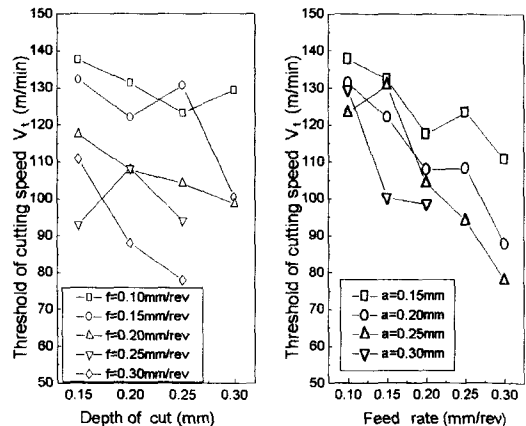 Threshold of cutting speed Vt (m/min)
150
140
130
120
110
100
90
80
70
60
50
f=0.10mm/rev
f=0.15mm/rev
f=0.20mm/rev
f=0.25mm/rev
f=0.30mm/rev
0.15 0.20 0.25 0.30
Depth of cut (mm)
Threshold of cutting speed Vt (m/min)
150
140
130
120
110
100
90
80
70
60
50
a=0.15mm
a=0.20mm
a=0.25mm
a=0.30mm
0.10 0.15 0.20 0.25 0.30
Feed rate (mm/rev)